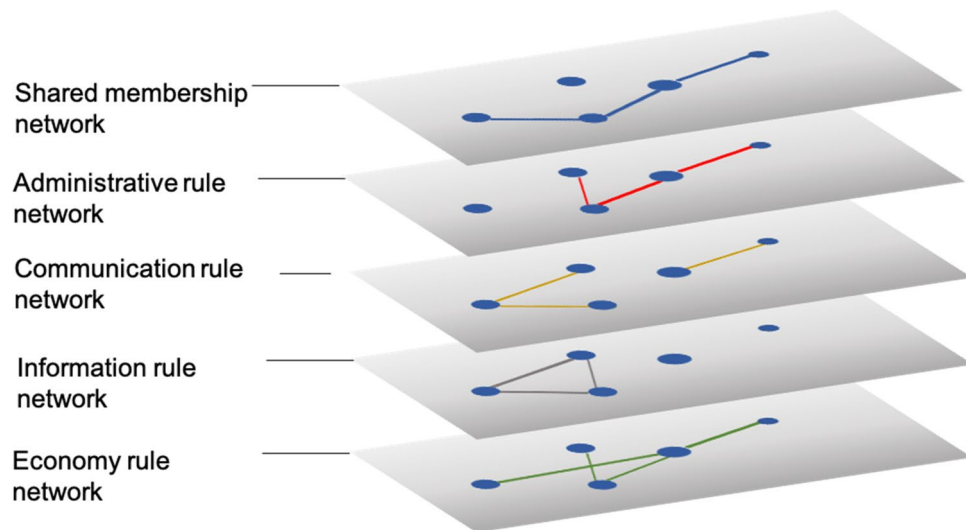 Shared membership
network
Administrative rule
network
Communication rule
network
Information rule
network
Economy rule
network